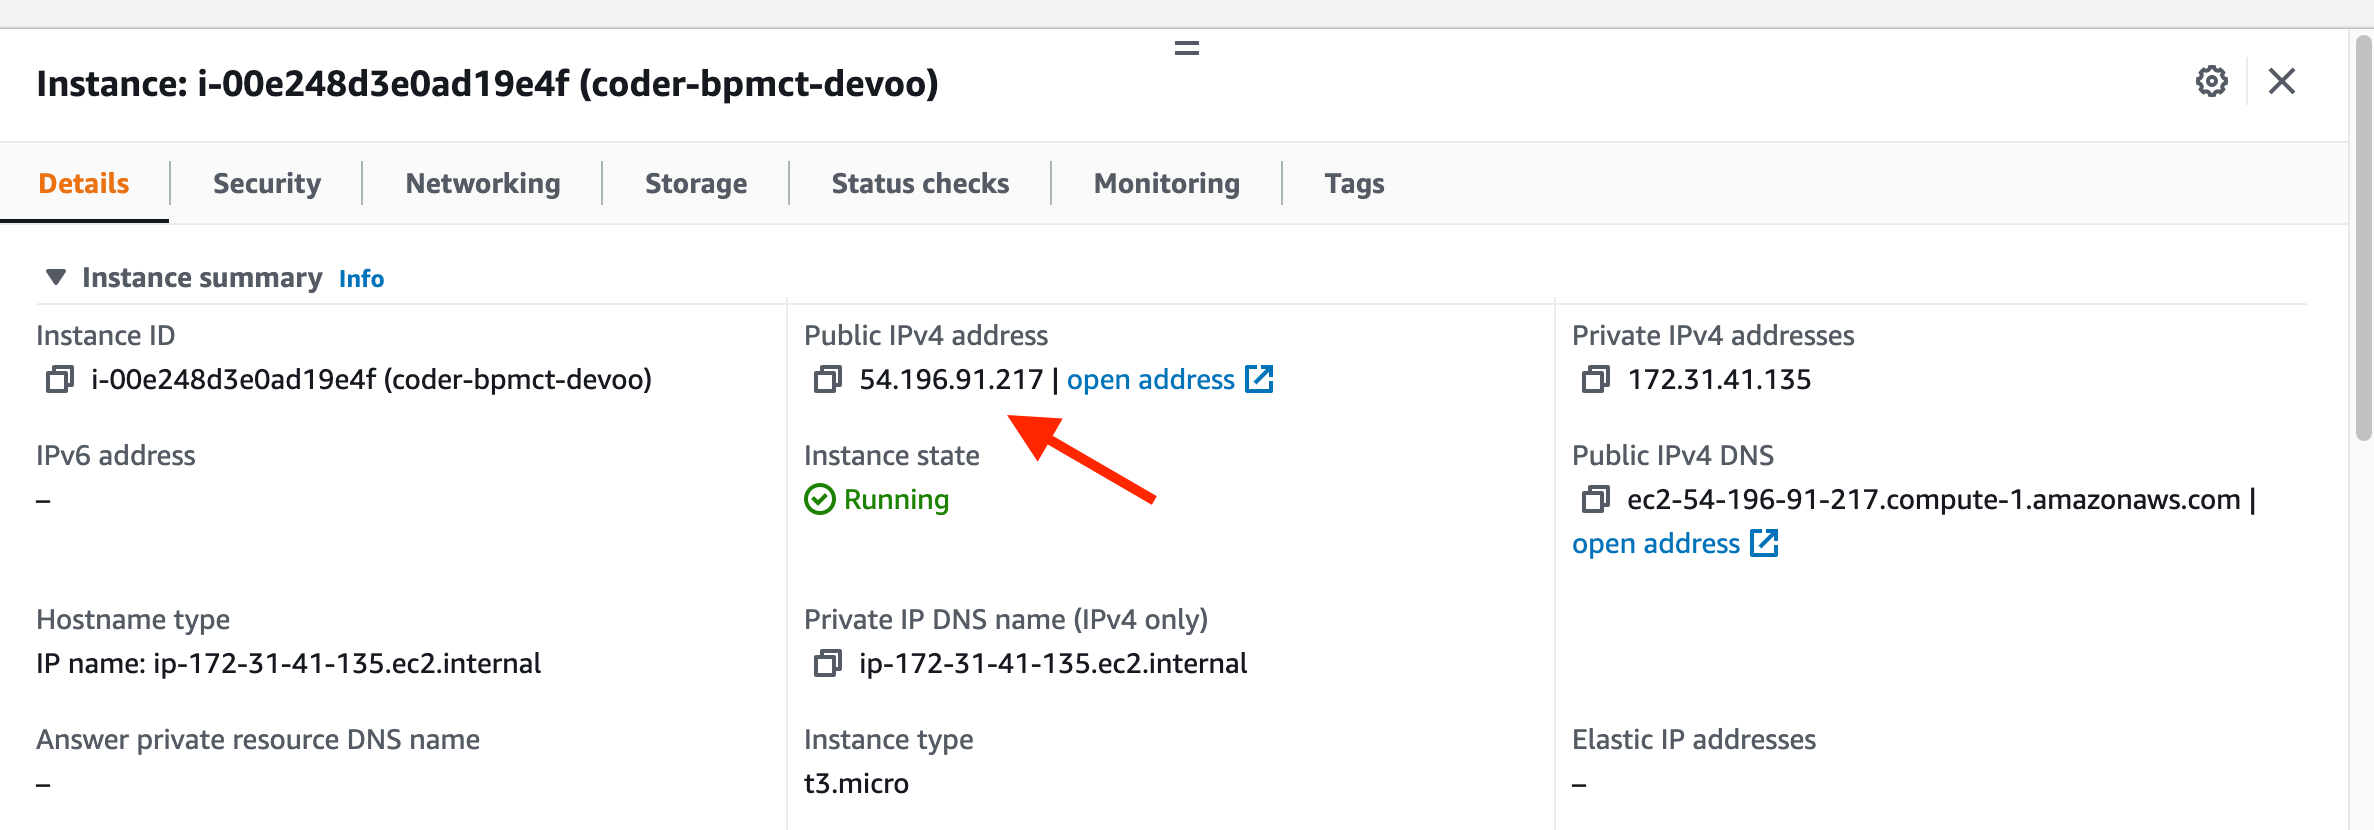 Instance: i-00e248d3e0ad19e4f (coder-bpmct-devoo)
Details
Security
Networking
Storage
Status checks
Monitoring
Tags
Instance summary Info
Instance ID
i-00e248d3e0ad19e4f (coder-bpmct-devoo)
Public IPv4 address
54.196.91.217 | open address
Private IPv4 addresses
172.31.41.135
IPv6 address
–
Instance state
Running
Public IPv4 DNS
ec2-54-196-91-217.compute-1.amazonaws.com |
open address
Hostname type
IP name: ip-172-31-41-135.ec2.internal
Private IP DNS name (IPv4 only)
ip-172-31-41-135.ec2.internal
Answer private resource DNS name
–
Instance type
t3.micro
Elastic IP addresses
–